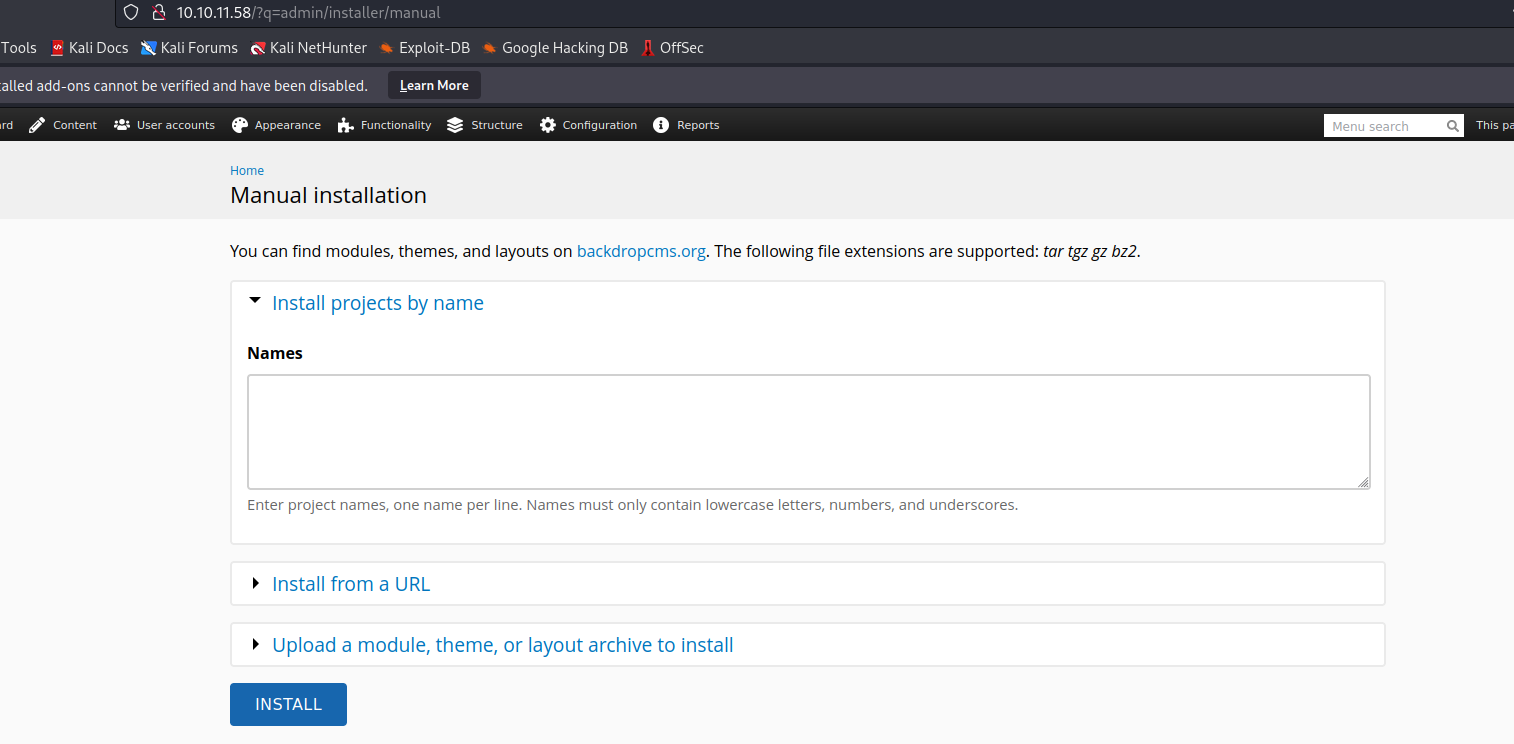 10.10.11.58/?q=admin/installer/manual
Tools Kali Docs Kali Forums Kali NetHunter Exploit-DB Google Hacking DB OffSec
alled add-ons cannot be verified and have been disabled. Learn More
rd Content User accounts Appearance Functionality Structure Configuration Reports Menu search This pa
Home
Manual installation
You can find modules, themes, and layouts on backdropcms.org. The following file extensions are supported: tar tgz gz bz2.
Install projects by name
Names
Enter project names, one name per line. Names must only contain lowercase letters, numbers, and underscores.
Install from a URL
Upload a module, theme, or layout archive to install
INSTALL